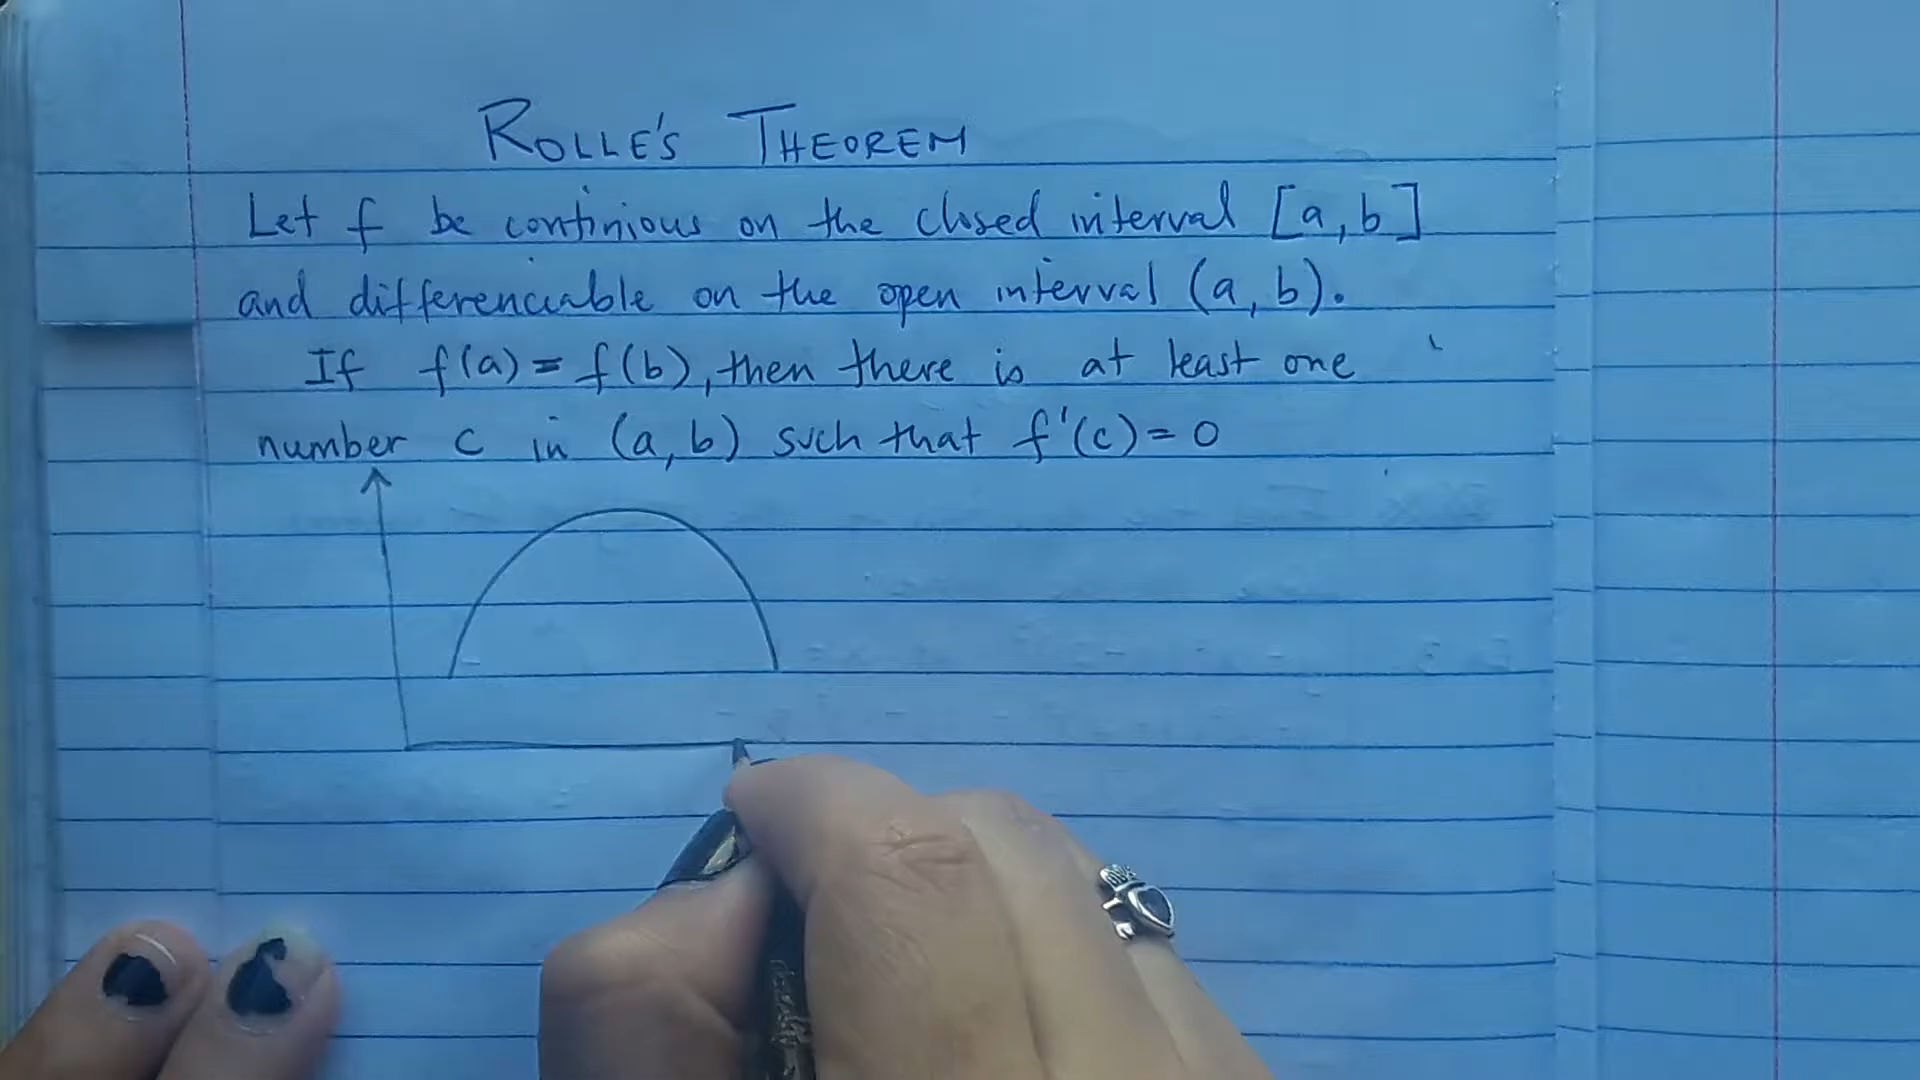 ROLLE'S THEOREM
Let f be continious on the closed interval [a, b]
and differenciable on the open interval (a, b).
If f(a) = f(b), then there is at least one
number c in (a, b) such that f'(c) = 0